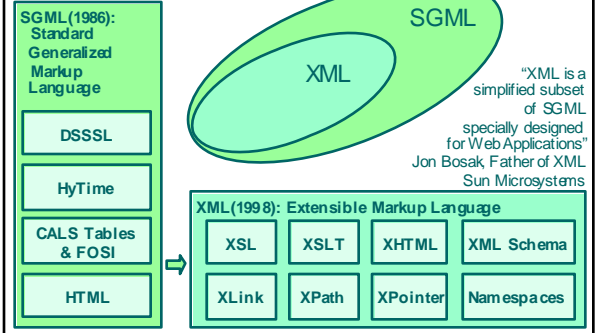 SGML(1986):
Standard
Generalized
Markup
Language
DSSSL
HyTime
CALS Tables
& FOSI
HTML
SGML
XML
“XML is a
simplified subset
of SGML
specially designed
for Web Applications”
Jon Bosak, Father of XML
Sun Microsystems
XML(1998): Extensible Markup Language
XSL
XSLT
XHTML
XML Schema
XLink
XPath
XPointer
Namespaces